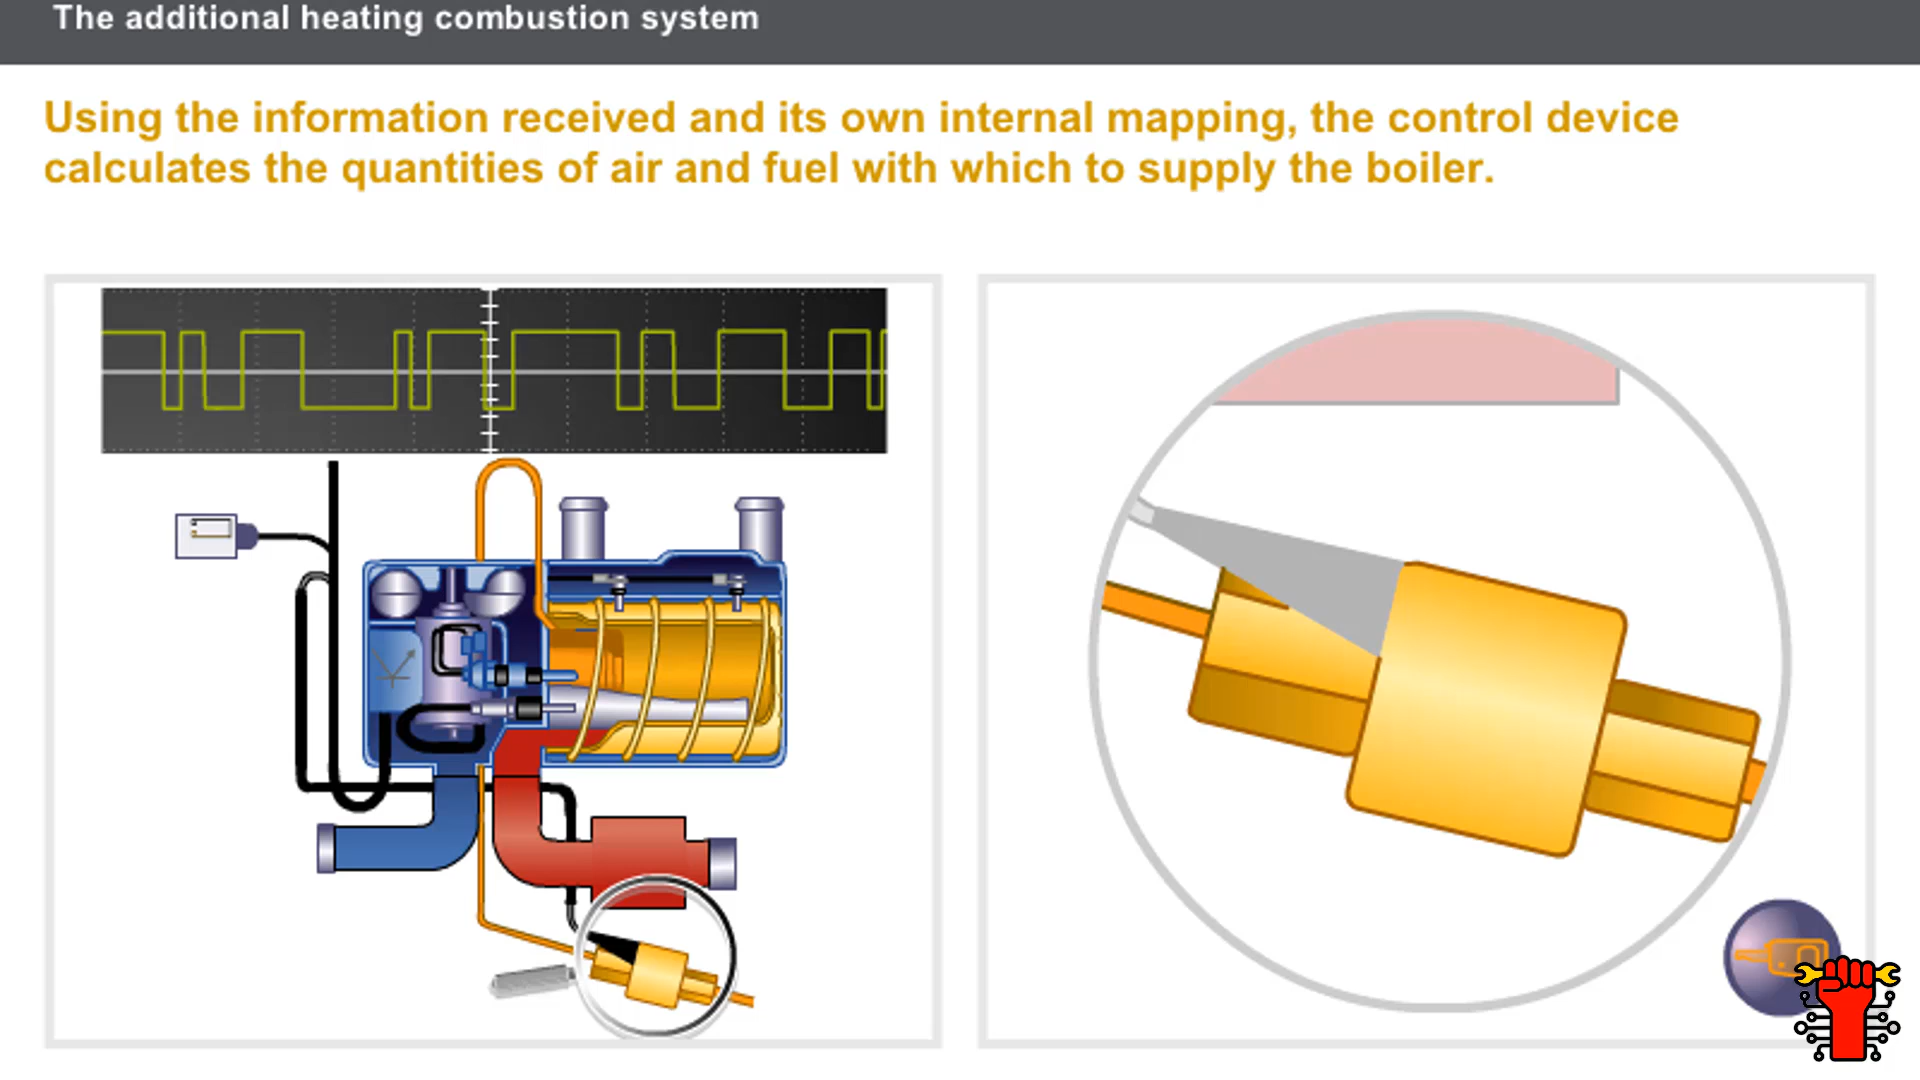 The additional heating combustion system
Using the information received and its own internal mapping, the control device
calculates the quantities of air and fuel with which to supply the boiler.